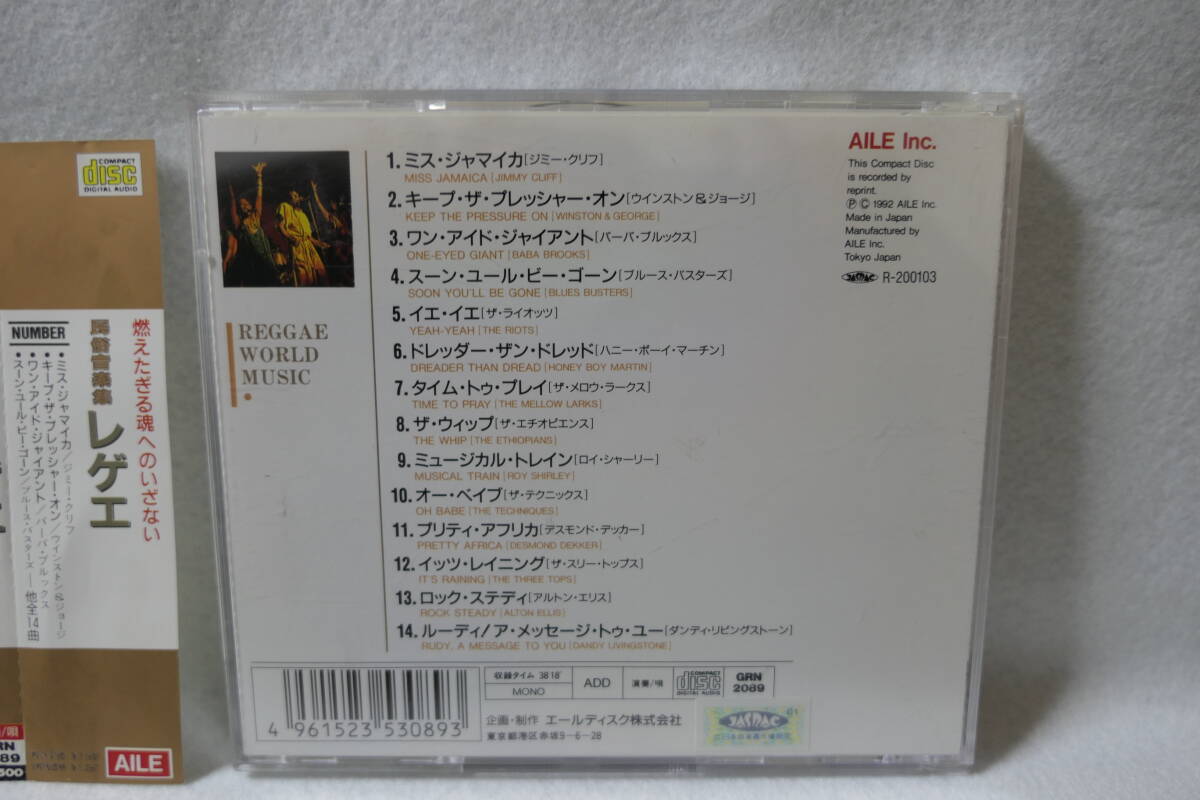 COMPACT
disc
DIGITAL AUDIO
燃えたぎる魂へのいざない
民俗音楽集 レゲエ
NUMBER
●ミス・ジャマイカ/ジミー・クリフ
●キープ・ザ・プレッシャー・オン/ウインストン&ジョージ
●ワン・アイド・ジャイアント/バーバ・ブルックス
●スーン・ユール・ビー・ゴーン/ブルース・バスターズ—他全14曲
AILE
REGGAE
WORLD
MUSIC
1.ミス・ジャマイカ[ジミー・クリフ]
MISS JAMAICA [JIMMY CLIFF]
2.キープ・ザ・プレッシャー・オン[ウインストン&ジョージ]
KEEP THE PRESSURE ON [WINSTON & GEORGE]
3.ワン・アイド・ジャイアント[バーバ・ブルックス]
ONE-EYED GIANT [BABA BROOKS]
4.スーン・ユール・ビー・ゴーン[ブルース・バスターズ]
SOON YOU'LL BE GONE [BLUES BUSTERS]
5.イエ・イエ[ザ・ライオッツ]
YEAH-YEAH [THE RIOTS]
6.ドレッダー・ザン・ドレッド[ハニー・ボーイ・マーチン]
DREADER THAN DREAD [HONEY BOY MARTIN]
7.タイム・トゥ・プレイ[ザ・メロウ・ラークス]
TIME TO PRAY [THE MELLOW LARKS]
8.ザ・ウィップ[ザ・エチオピエンス]
THE WHIP [THE ETHIOPIANS]
9.ミュージカル・トレイン[ロイ・シャーリー]
MUSICAL TRAIN [ROY SHIRLEY]
10.オー・ベイブ[ザ・テクニックス]
OH BABE [THE TECHNIQUES]
11.プリティ・アフリカ[デスモンド・デッカー]
PRETTY AFRICA [DESMOND DEKKER]
12.イッツ・レイニング[ザ・スリー・トップス]
IT'S RAINING [THE THREE TOPS]
13.ロック・ステディ[アルトン・エリス]
ROCK STEADY [ALTON ELLIS]
14.ルーディ/ア・メッセージ・トゥ・ユー[ダンディ・リビングストーン]
RUDY, A MESSAGE TO YOU [DANDY LIVINGSTONE]
AILE Inc.
This Compact Disc
is recorded by
reprint.
Ⓟ © 1992 AILE Inc.
Made in Japan
Manufactured by
AILE Inc.
Tokyo Japan
JASRAC R-200103
4 961523 530893
収録タイム 38'18"
MONO
ADD
演奏/唄
COMPACT
disc
DIGITAL AUDIO
GRN
2089
企画・制作 エールディスク株式会社
東京都港区赤坂9-6-28
JASRAC